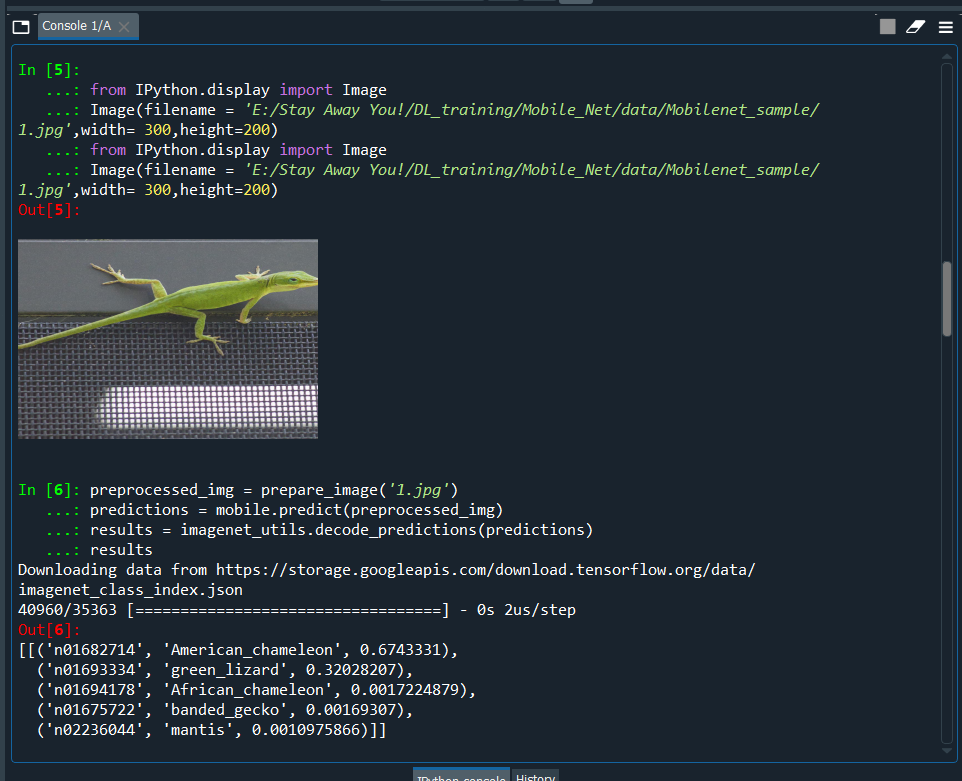 Console 1/A
In [5]:
...: from IPython.display import Image
...: Image(filename = 'E:/Stay Away You!/DL_training/Mobile_Net/data/Mobilenet_sample/
1.jpg',width= 300,height=200)
...: from IPython.display import Image
...: Image(filename = 'E:/Stay Away You!/DL_training/Mobile_Net/data/Mobilenet_sample/
1.jpg',width= 300,height=200)
Out[5]:
In [6]: preprocessed_img = prepare_image('1.jpg')
...: predictions = mobile.predict(preprocessed_img)
...: results = imagenet_utils.decode_predictions(predictions)
...: results
Downloading data from https://storage.googleapis.com/download.tensorflow.org/data/
imagenet_class_index.json
40960/35363 [==================================] - 0s 2us/step
Out[6]:
[[('n01682714', 'American_chameleon', 0.6743331),
('n01693334', 'green_lizard', 0.32028207),
('n01694178', 'African_chameleon', 0.0017224879),
('n01675722', 'banded_gecko', 0.00169307),
('n02236044', 'mantis', 0.0010975866)]]
IPython console History